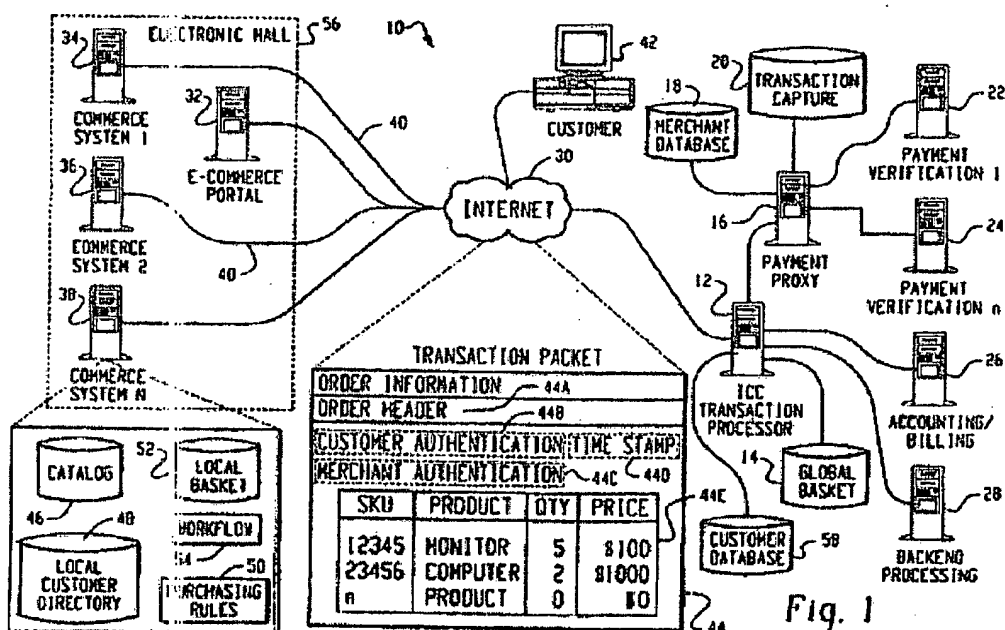 ELECTRONIC MALL
56
34
COMMERCE
SYSTEM 1
32
E-COMMERCE
PORTAL
36
COMMERCE
SYSTEM 2
40
40
38
COMMERCE
SYSTEM N
10
42
CUSTOMER
30
INTERNET
20
TRANSACTION
CAPTURE
18
MERCHANT
DATABASE
16
PAYMENT
PROXY
22
PAYMENT
VERIFICATION 1
24
PAYMENT
VERIFICATION n
12
ICC
TRANSACTION
PROCESSOR
26
ACCOUNTING/
BILLING
14
GLOBAL
BASKET
28
BACKEND
PROCESSING
CUSTOMER
DATABASE
58
CATALOG
46
52
LOCAL
BASKET
48
LOCAL
CUSTOMER
DIRECTORY
WORKFLOW
54
50
PURCHASING
RULES
TRANSACTION PACKET
ORDER INFORMATION
ORDER HEADER 44A
44B
CUSTOMER AUTHENTICATION TIME STAMP
MERCHANT AUTHENTICATION 44C 44D
44E
SKU PRODUCT QTY PRICE
12345 MONITOR 5 $100
23456 COMPUTER 2 $1000
n PRODUCT 0 $0
44
Fig. 1